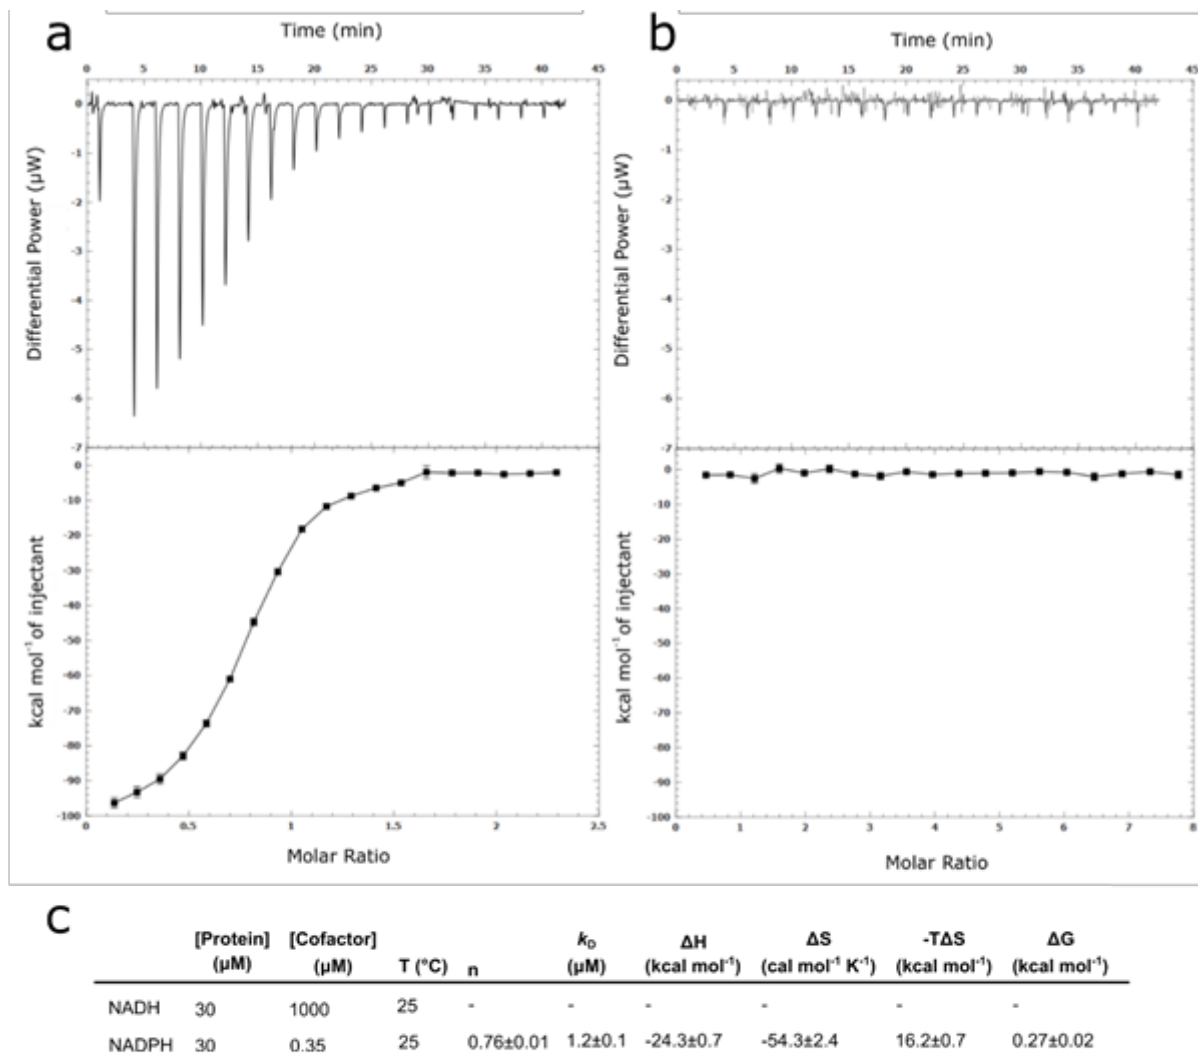 a
b
Time (min)
Time (min)
0 5 10 15 20 25 30 35 40 45
0 5 10 15 20 25 30 35 40 45
Differential Power (µW)
0
-1
-2
-3
-4
-5
-6
-7
Differential Power (µW)
0
-1
-2
-3
-4
-5
-6
-7
kcal mol⁻¹ of injectant
0
-10
-20
-30
-40
-50
-60
-70
-80
-90
-100
0 0.5 1 1.5 2 2.5
Molar Ratio
kcal mol⁻¹ of injectant
0
-10
-20
-30
-40
-50
-60
-70
-80
-90
-100
0 1 2 3 4 5 6 7 8
Molar Ratio
c
[Protein] [Cofactor] k_D ΔH ΔS -TΔS ΔG
(µM) (µM) T (°C) n (µM) (kcal mol⁻¹) (cal mol⁻¹ K⁻¹) (kcal mol⁻¹) (kcal mol⁻¹)
NADH 30 1000 25 - - - - - -
NADPH 30 0.35 25 0.76±0.01 1.2±0.1 -24.3±0.7 -54.3±2.4 16.2±0.7 0.27±0.02